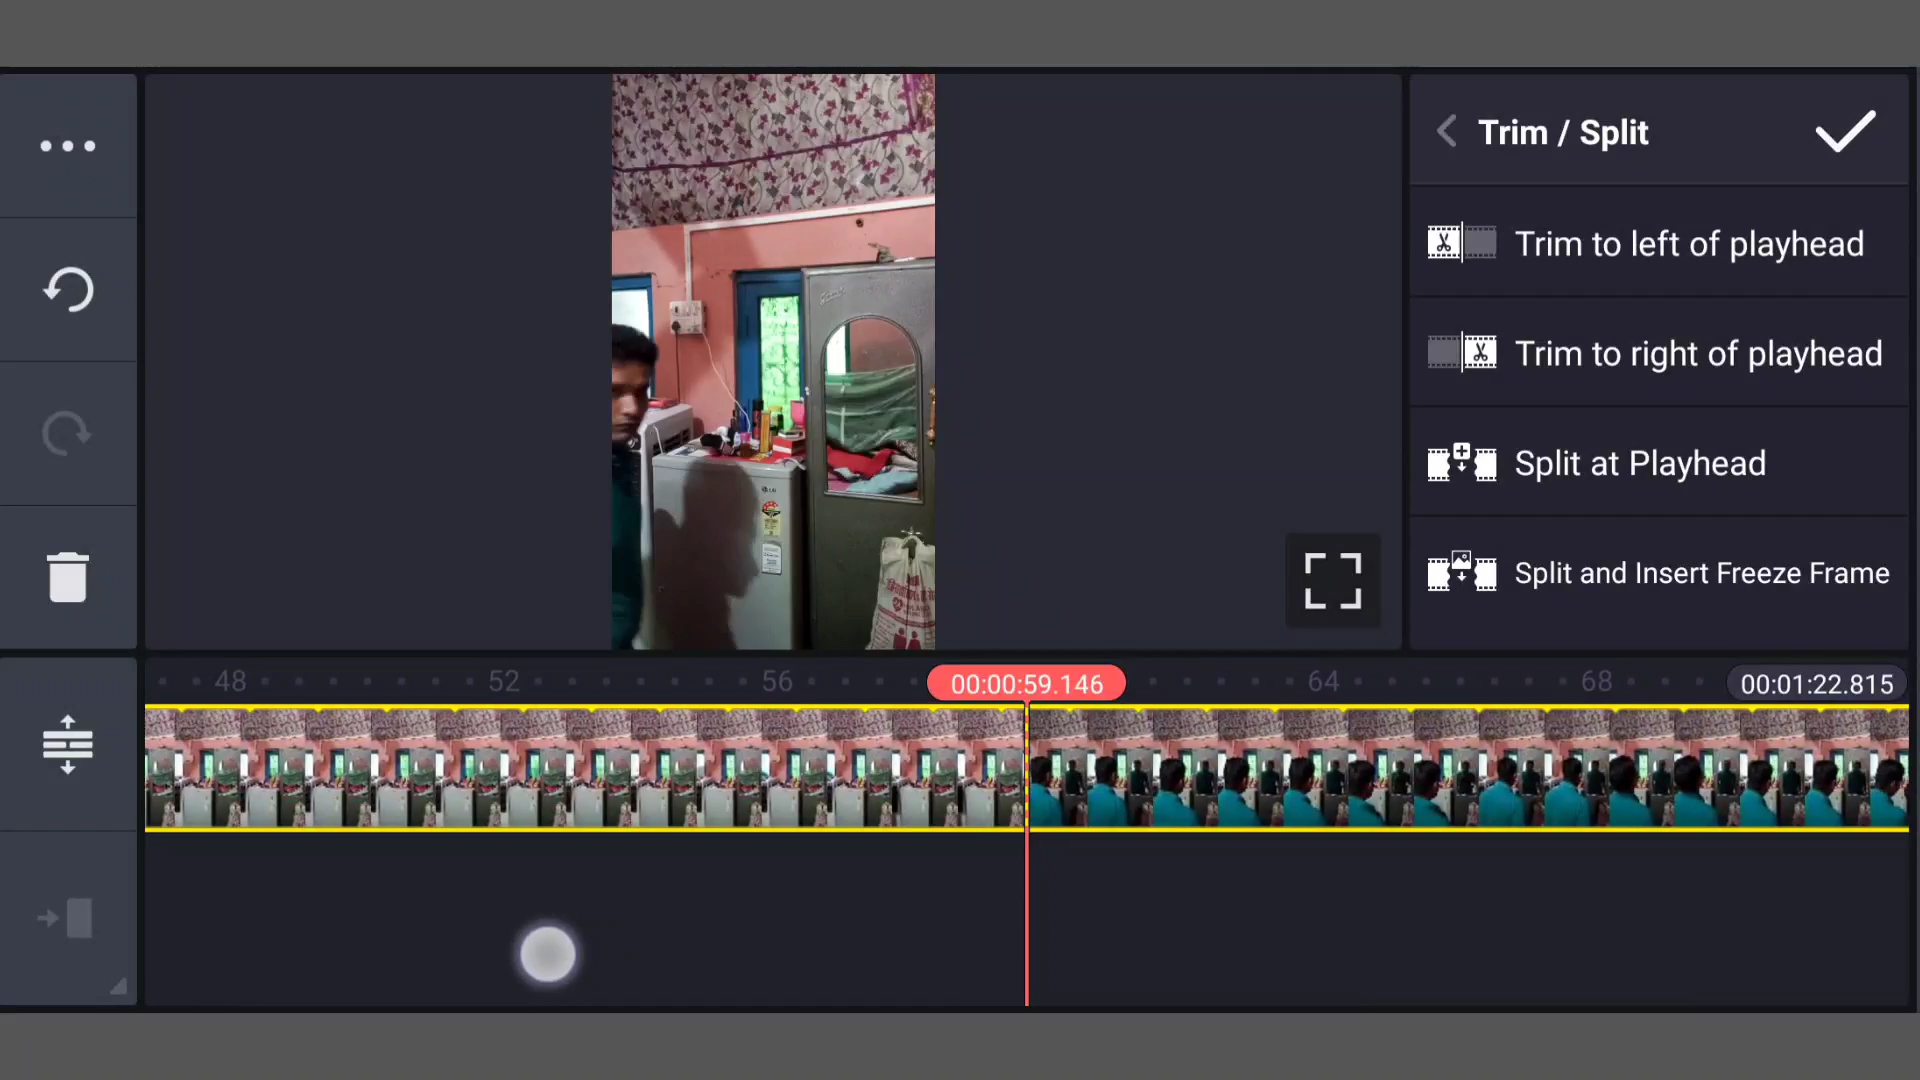 Trim / Split
Trim to left of playhead
Trim to right of playhead
Split at Playhead
Split and Insert Freeze Frame
48
52
56
00:00:59.146
64
68
00:01:22.815
LG